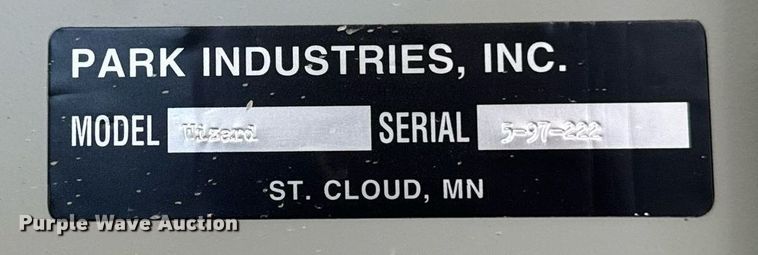 PARK INDUSTRIES, INC.
MODEL Wizard SERIAL 5-97-222
ST. CLOUD, MN
Purple Wave Auction